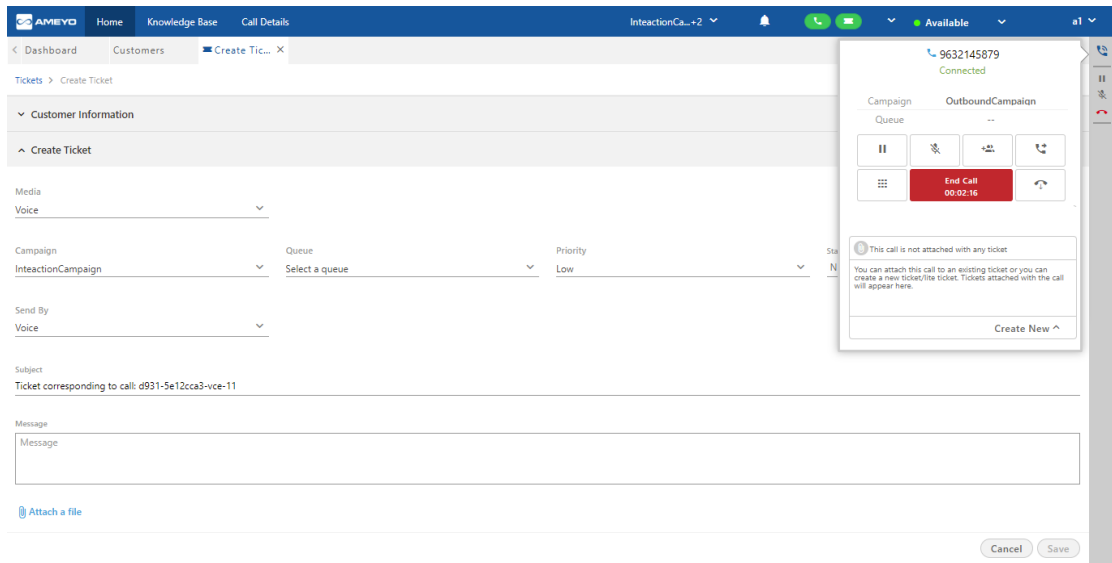 AMEYO Home Knowledge Base Call Details InteactionCa...+2 Available a1
Dashboard Customers Create Tic... ×
Tickets > Create Ticket
Customer Information
Create Ticket
Media
Voice
Campaign Queue Priority Sta
InteactionCampaign Select a queue Low N
Send By
Voice
Subject
Ticket corresponding to call: d931-5e12cca3-vce-11
Message
Message
Attach a file
Cancel Save
9632145879
Connected
Campaign OutboundCampaign
Queue --
End Call
00:02:16
This call is not attached with any ticket
You can attach this call to an existing ticket or you can
create a new ticket/lite ticket. Tickets attached with the call
will appear here.
Create New